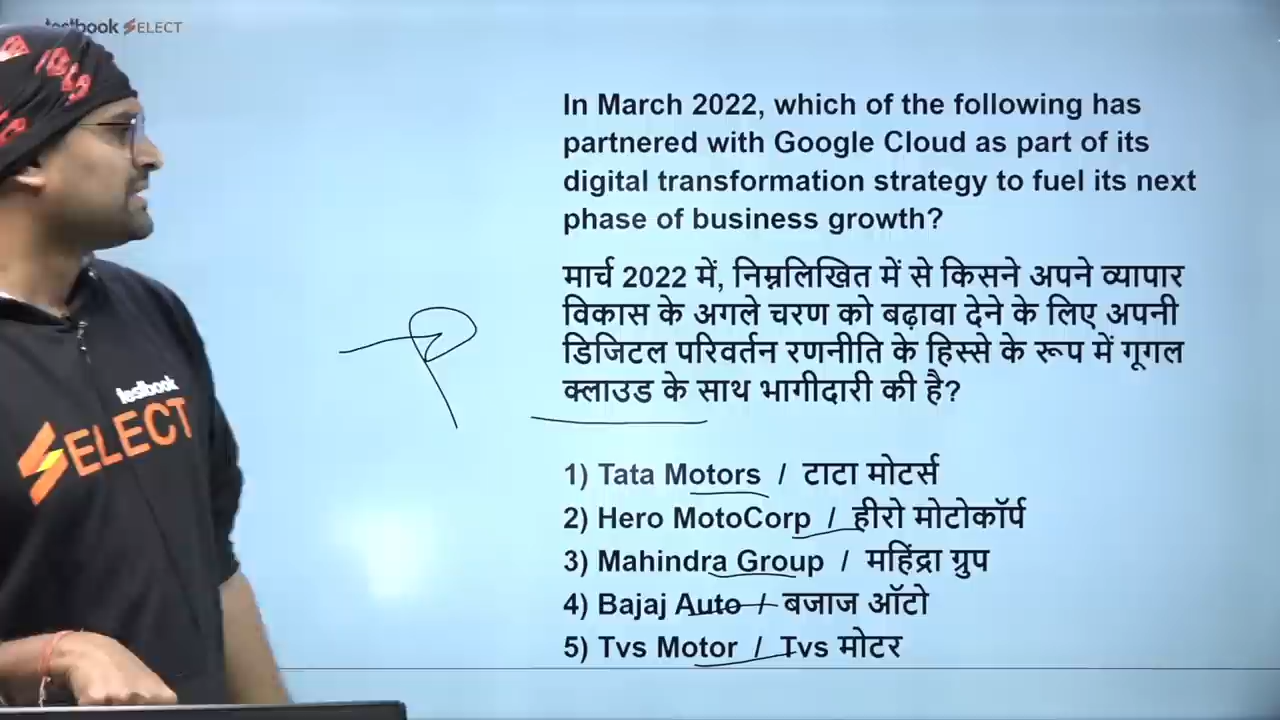 testbook SELECT
In March 2022, which of the following has
partnered with Google Cloud as part of its
digital transformation strategy to fuel its next
phase of business growth?
मार्च 2022 में, निम्नलिखित में से किसने अपने व्यापार
विकास के अगले चरण को बढ़ावा देने के लिए अपनी
डिजिटल परिवर्तन रणनीति के हिस्से के रूप में गूगल
क्लाउड के साथ भागीदारी की है?
1) Tata Motors / टाटा मोटर्स
2) Hero MotoCorp / हीरो मोटोकॉर्प
3) Mahindra Group / महिंद्रा ग्रुप
4) Bajaj Auto / बजाज ऑटो
5) Tvs Motor / Tvs मोटर
testbook
SELECT